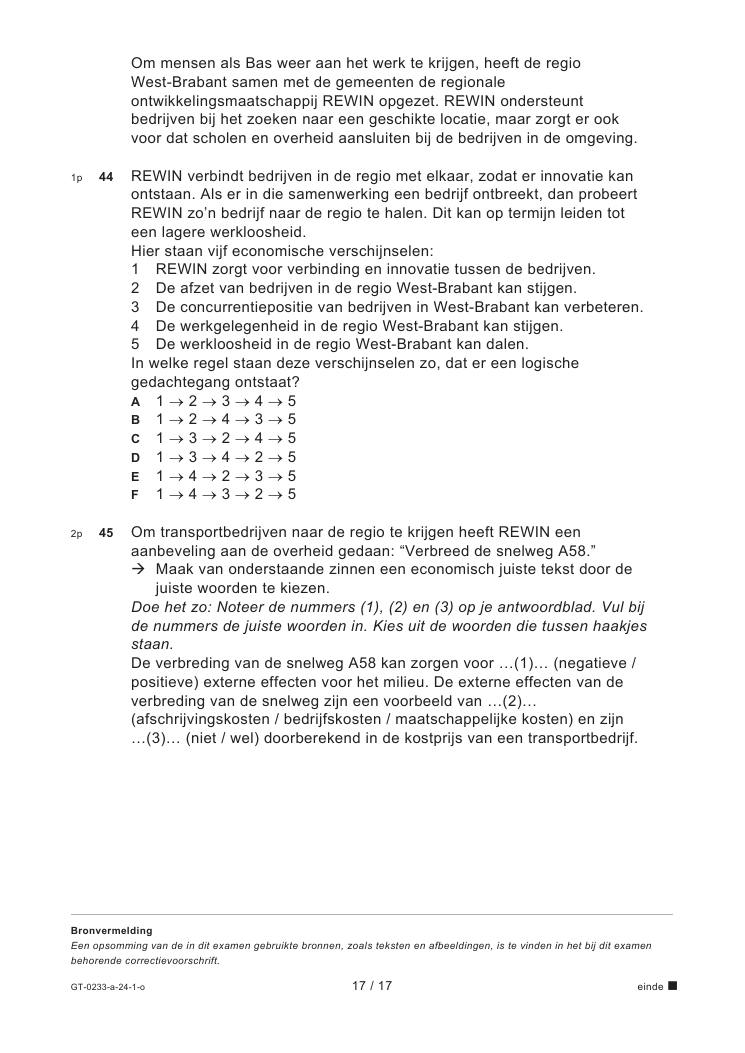 Om mensen als Bas weer aan het werk te krijgen, heeft de regio
West-Brabant samen met de gemeenten de regionale
ontwikkelingsmaatschappij REWIN opgezet. REWIN ondersteunt
bedrijven bij het zoeken naar een geschikte locatie, maar zorgt er ook
voor dat scholen en overheid aansluiten bij de bedrijven in de omgeving.
1p 44 REWIN verbindt bedrijven in de regio met elkaar, zodat er innovatie kan
ontstaan. Als er in die samenwerking een bedrijf ontbreekt, dan probeert
REWIN zo’n bedrijf naar de regio te halen. Dit kan op termijn leiden tot
een lagere werkloosheid.
Hier staan vijf economische verschijnselen:
1 REWIN zorgt voor verbinding en innovatie tussen de bedrijven.
2 De afzet van bedrijven in de regio West-Brabant kan stijgen.
3 De concurrentiepositie van bedrijven in West-Brabant kan verbeteren.
4 De werkgelegenheid in de regio West-Brabant kan stijgen.
5 De werkloosheid in de regio West-Brabant kan dalen.
In welke regel staan deze verschijnselen zo, dat er een logische
gedachtegang ontstaat?
A 1 → 2 → 3 → 4 → 5
B 1 → 2 → 4 → 3 → 5
C 1 → 3 → 2 → 4 → 5
D 1 → 3 → 4 → 2 → 5
E 1 → 4 → 2 → 3 → 5
F 1 → 4 → 3 → 2 → 5
2p 45 Om transportbedrijven naar de regio te krijgen heeft REWIN een
aanbeveling aan de overheid gedaan: “Verbreed de snelweg A58.”
→ Maak van onderstaande zinnen een economisch juiste tekst door de
juiste woorden te kiezen.
Doe het zo: Noteer de nummers (1), (2) en (3) op je antwoordblad. Vul bij
de nummers de juiste woorden in. Kies uit de woorden die tussen haakjes
staan.
De verbreding van de snelweg A58 kan zorgen voor …(1)… (negatieve /
positieve) externe effecten voor het milieu. De externe effecten van de
verbreding van de snelweg zijn een voorbeeld van …(2)…
(afschrijvingskosten / bedrijfskosten / maatschappelijke kosten) en zijn
…(3)… (niet / wel) doorberekend in de kostprijs van een transportbedrijf.
Bronvermelding
Een opsomming van de in dit examen gebruikte bronnen, zoals teksten en afbeeldingen, is te vinden in het bij dit examen
behorende correctievoorschrift.
GT-0233-a-24-1-o 17 / 17 einde ■